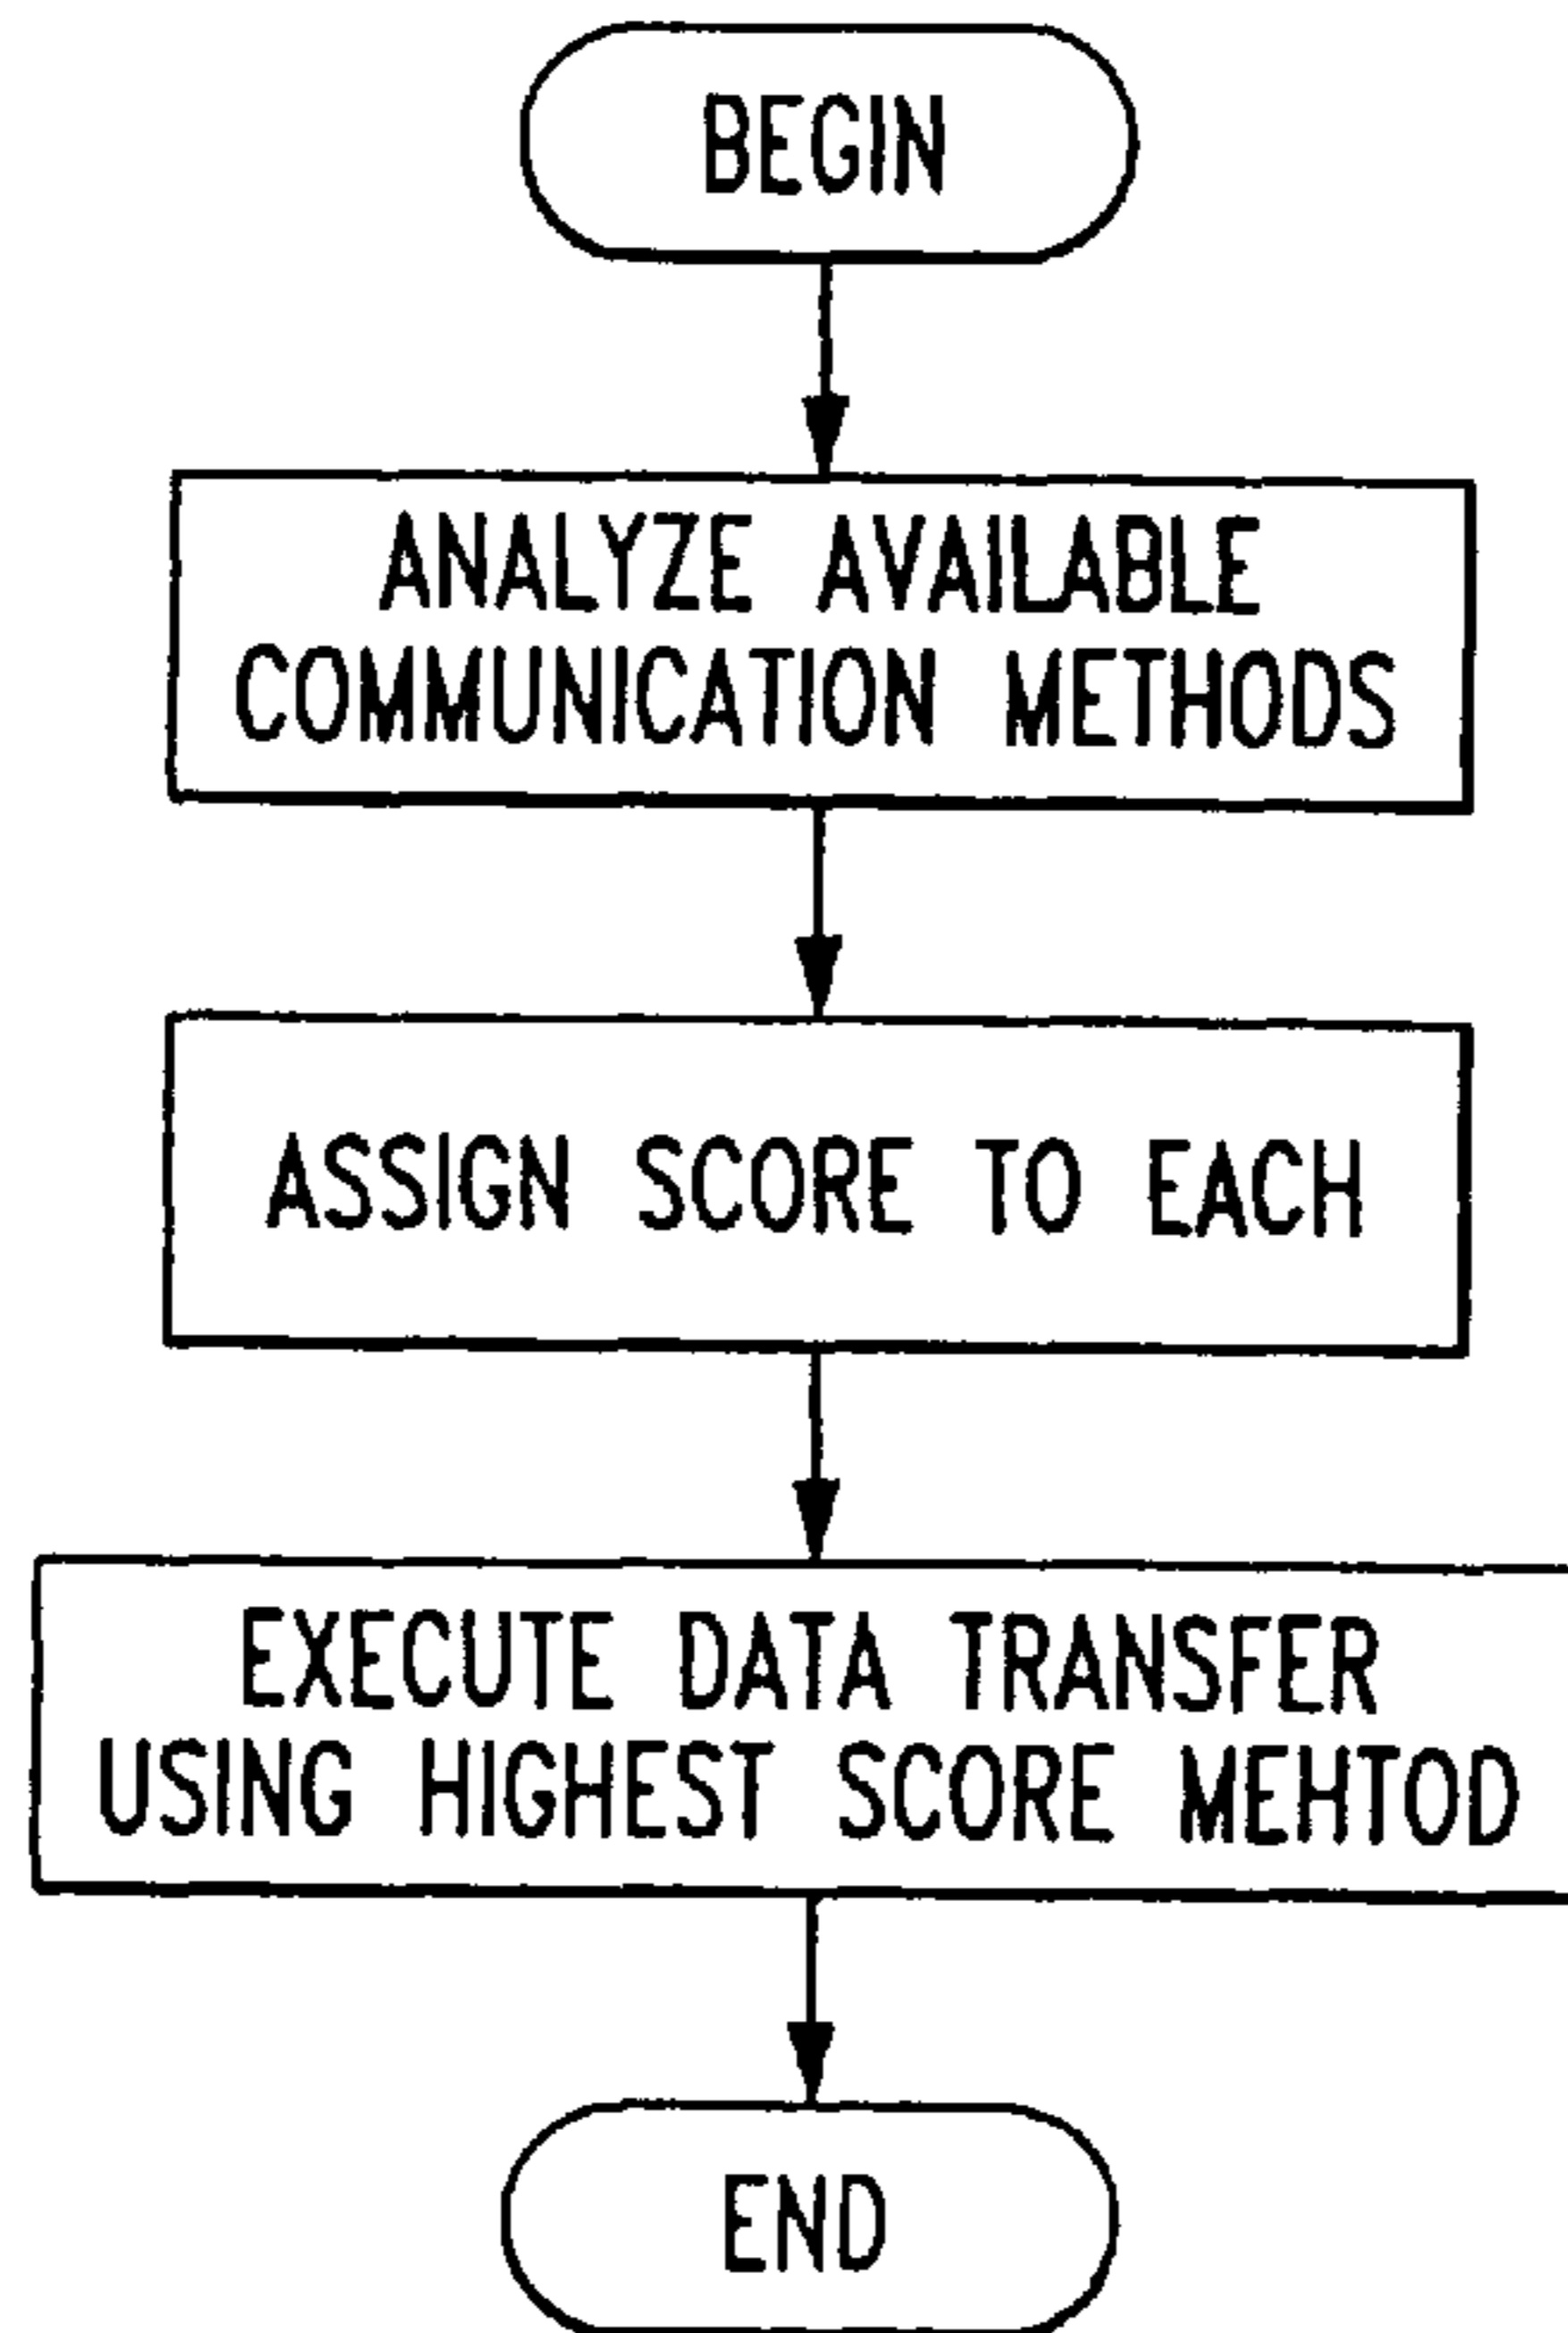 BEGIN
ANALYZE AVAILABLE
COMMUNICATION METHODS
ASSIGN SCORE TO EACH
EXECUTE DATA TRANSFER
USING HIGHEST SCORE MEHTOD
END